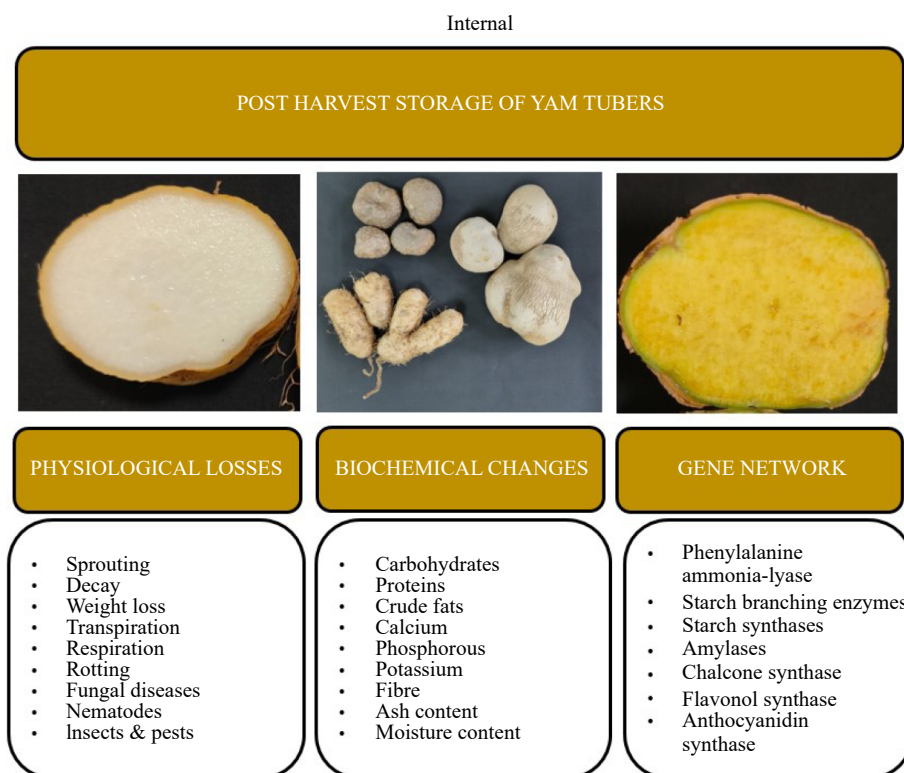 Internal
POST HARVEST STORAGE OF YAM TUBERS
PHYSIOLOGICAL LOSSES
• Sprouting
• Decay
• Weight loss
• Transpiration
• Respiration
• Rotting
• Fungal diseases
• Nematodes
• lnsects & pests
BIOCHEMICAL CHANGES
• Carbohydrates
• Proteins
• Crude fats
• Calcium
• Phosphorous
• Potassium
• Fibre
• Ash content
• Moisture content
GENE NETWORK
• Phenylalanine
ammonia-lyase
• Starch branching enzymes
• Starch synthases
• Amylases
• Chalcone synthase
• Flavonol synthase
• Anthocyanidin
synthase